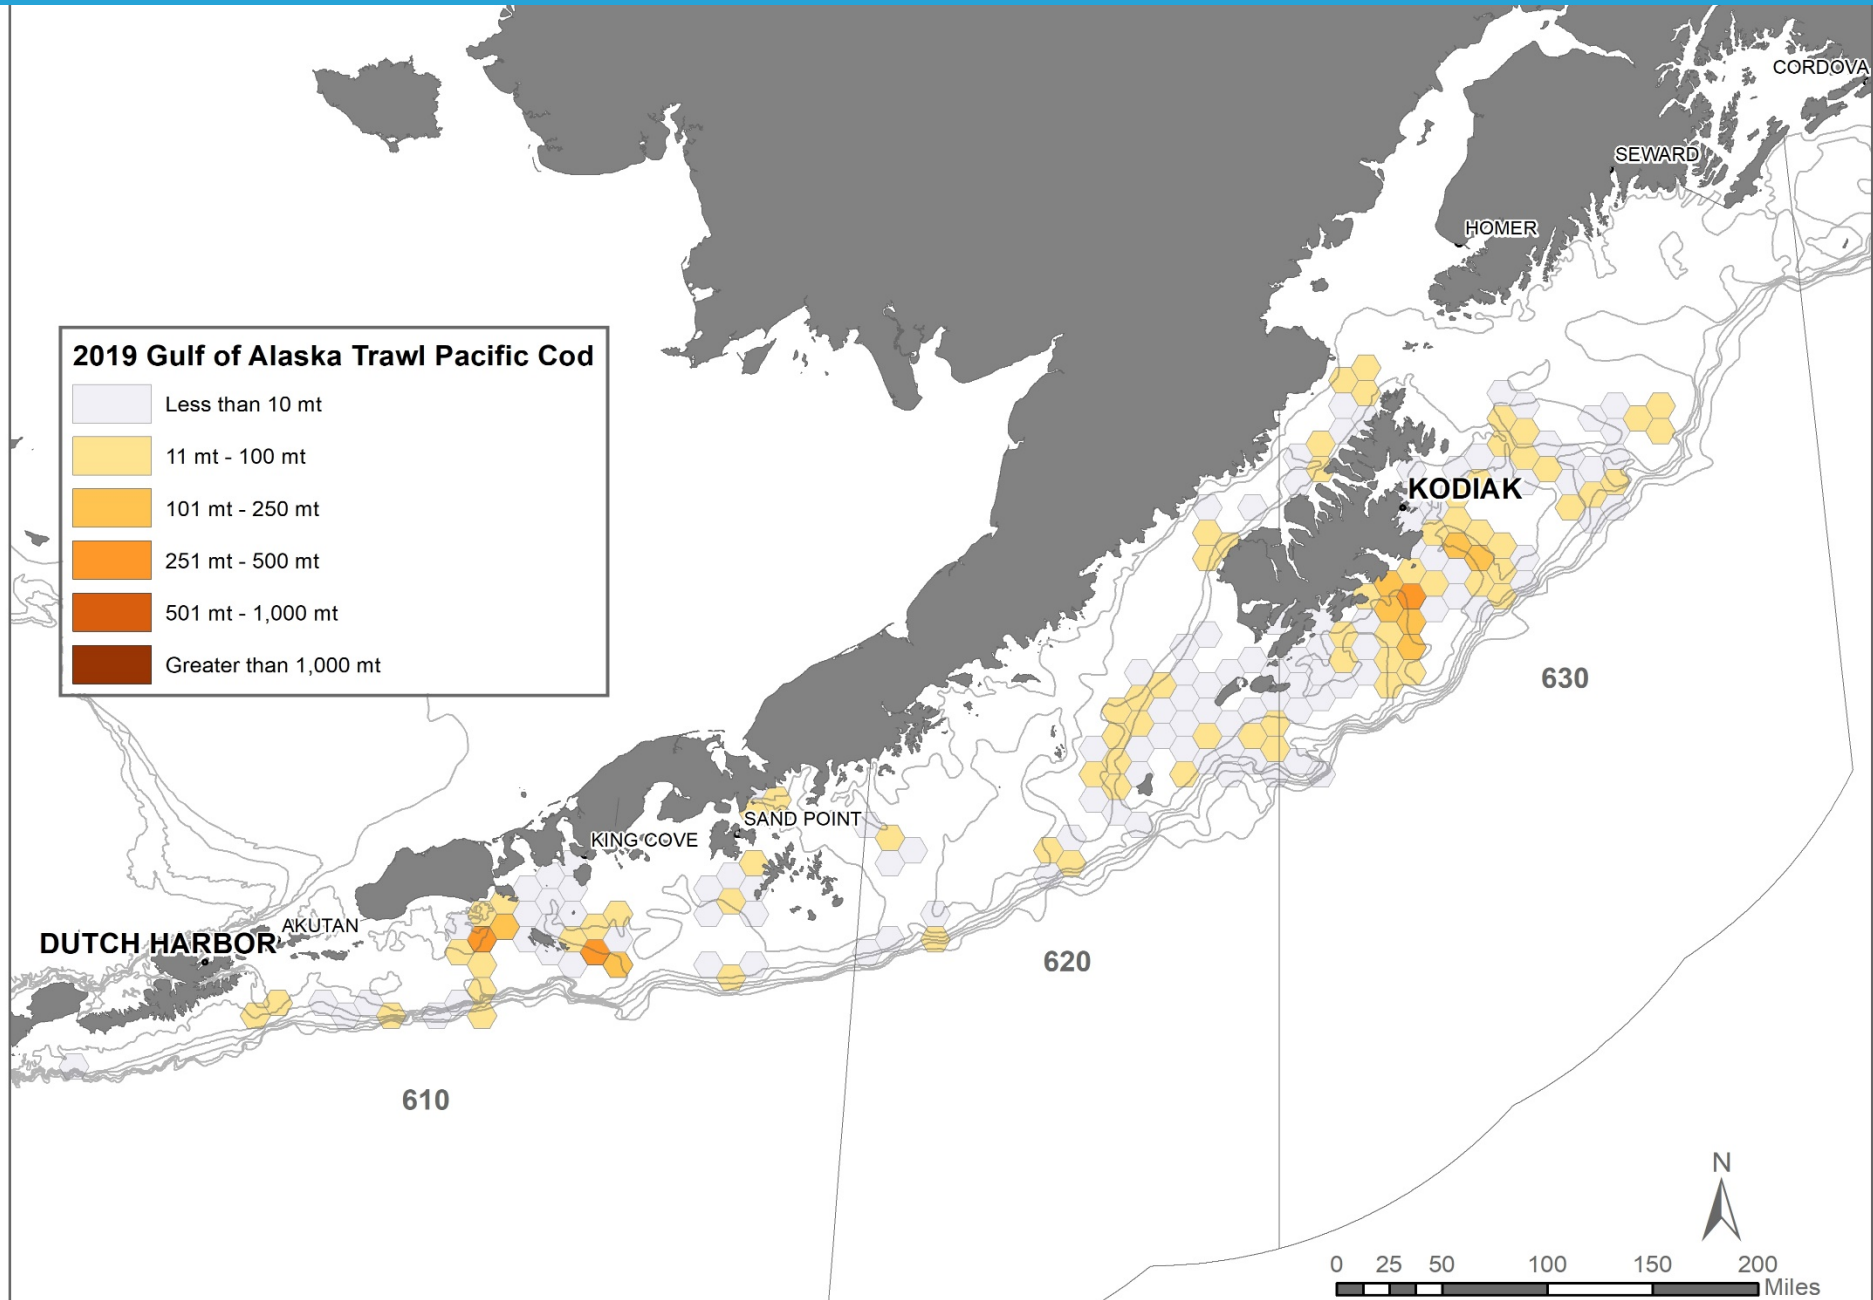 CORDOVA
SEWARD
HOMER
2019 Gulf of Alaska Trawl Pacific Cod
Less than 10 mt
11 mt - 100 mt
101 mt - 250 mt
251 mt - 500 mt
501 mt - 1,000 mt
Greater than 1,000 mt
KODIAK
630
SAND POINT
KING COVE
AKUTAN
DUTCH HARBOR
620
610
N
0 25 50 100 150 200
Miles